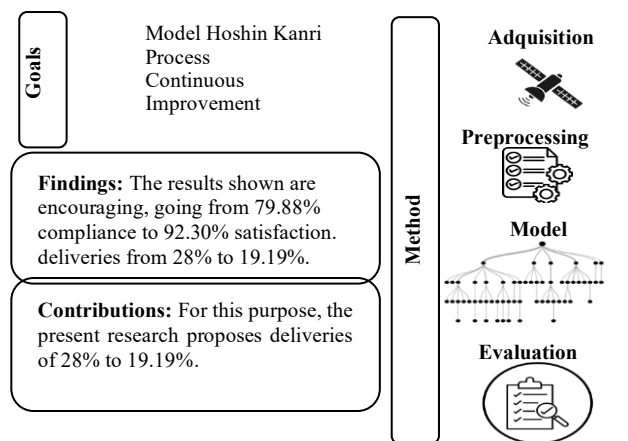 Goals
Model Hoshin Kanri
Process
Continuous
Improvement
Findings: The results shown are
encouraging, going from 79.88%
compliance to 92.30% satisfaction.
deliveries from 28% to 19.19%.
Contributions: For this purpose, the
present research proposes deliveries
of 28% to 19.19%.
Method
Adquisition
Preprocessing
Model
Evaluation